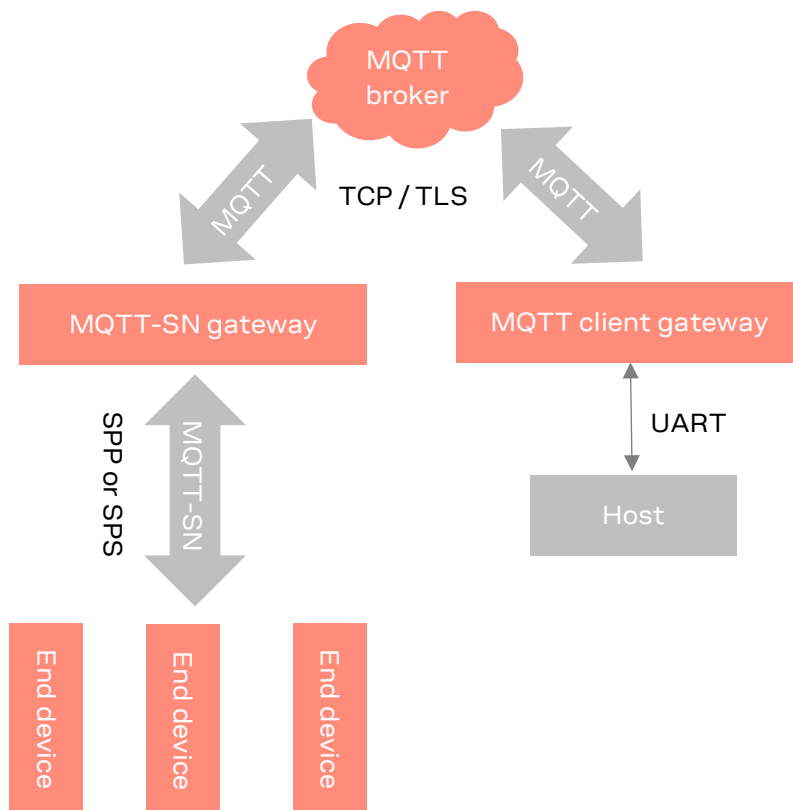 MQTT
broker
MQTT
TCP / TLS
MQTT
MQTT-SN gateway
MQTT client gateway
SPP or SPS
MQTT-SN
UART
Host
End device
End device
End device